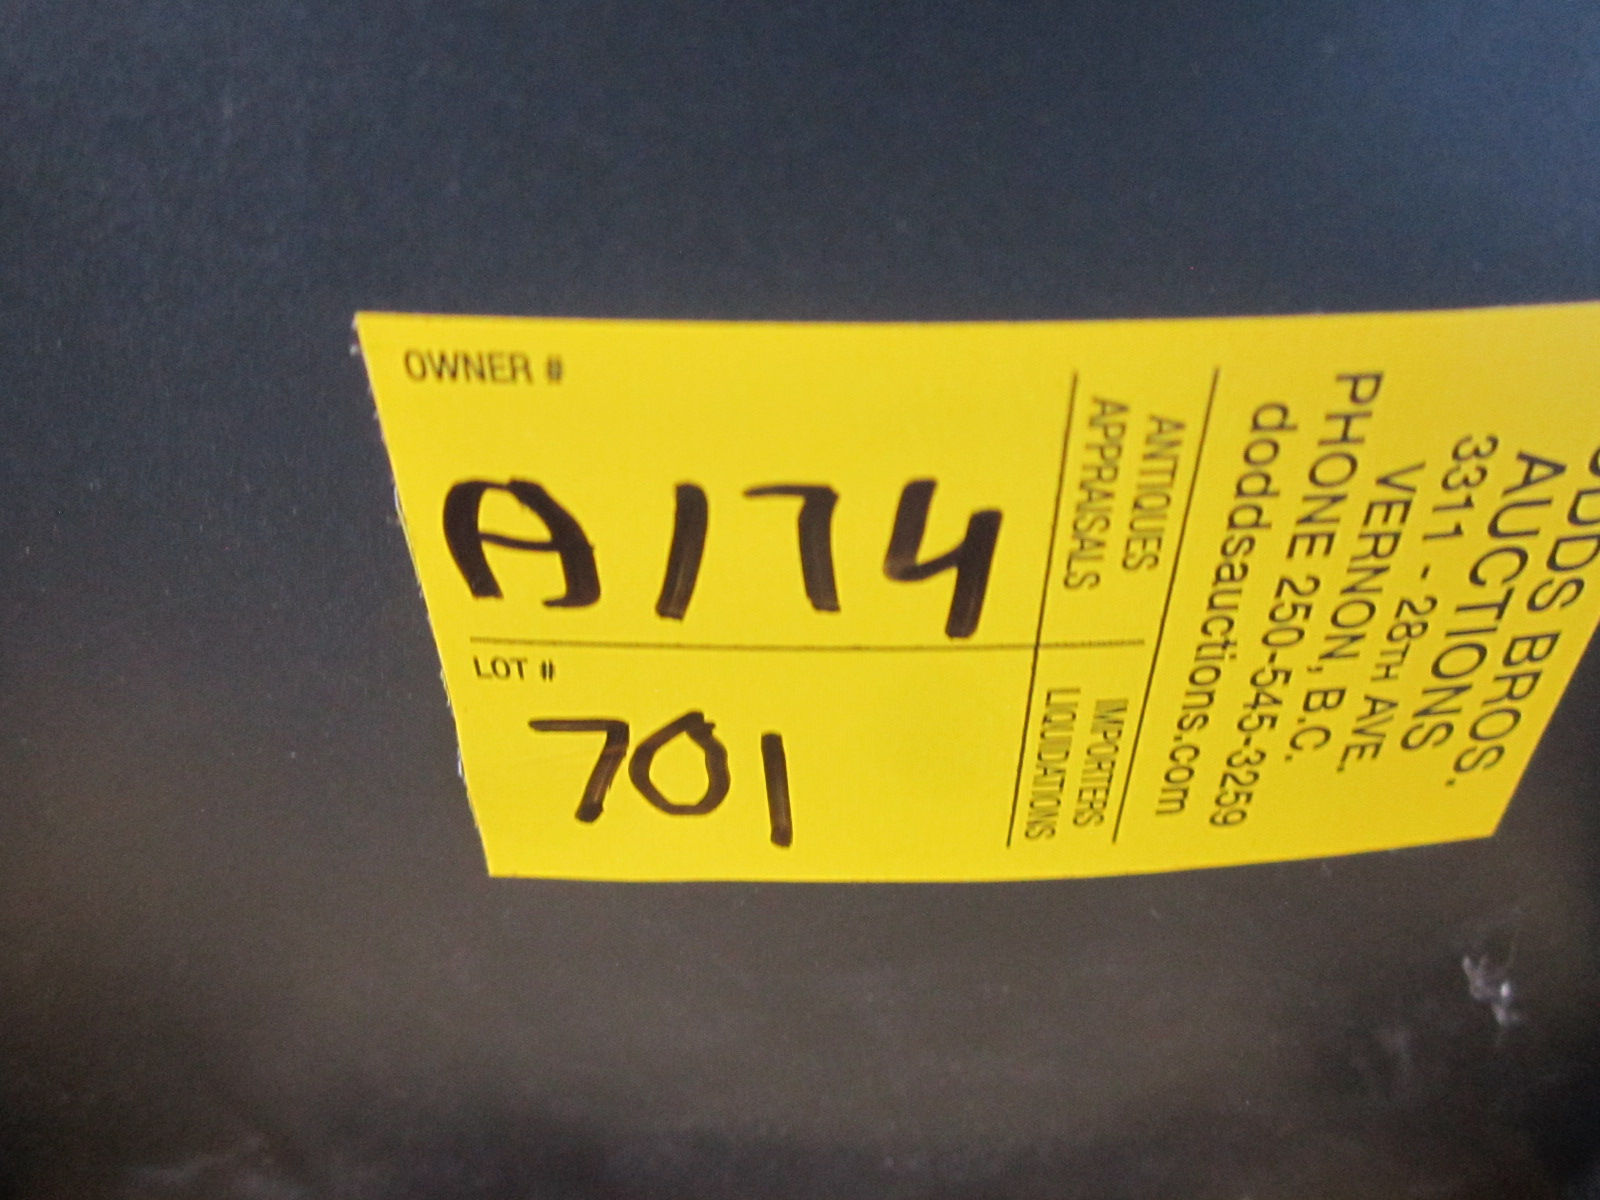 OWNER #
A174
LOT #
701
ANTIQUES
APPRAISALS
IMPORTERS
LIQUIDATIONS
BROS.
AUCTIONS
3311 - 28TH AVE.
VERNON, B.C.
PHONE 250-545-3259
doddsauctions.com